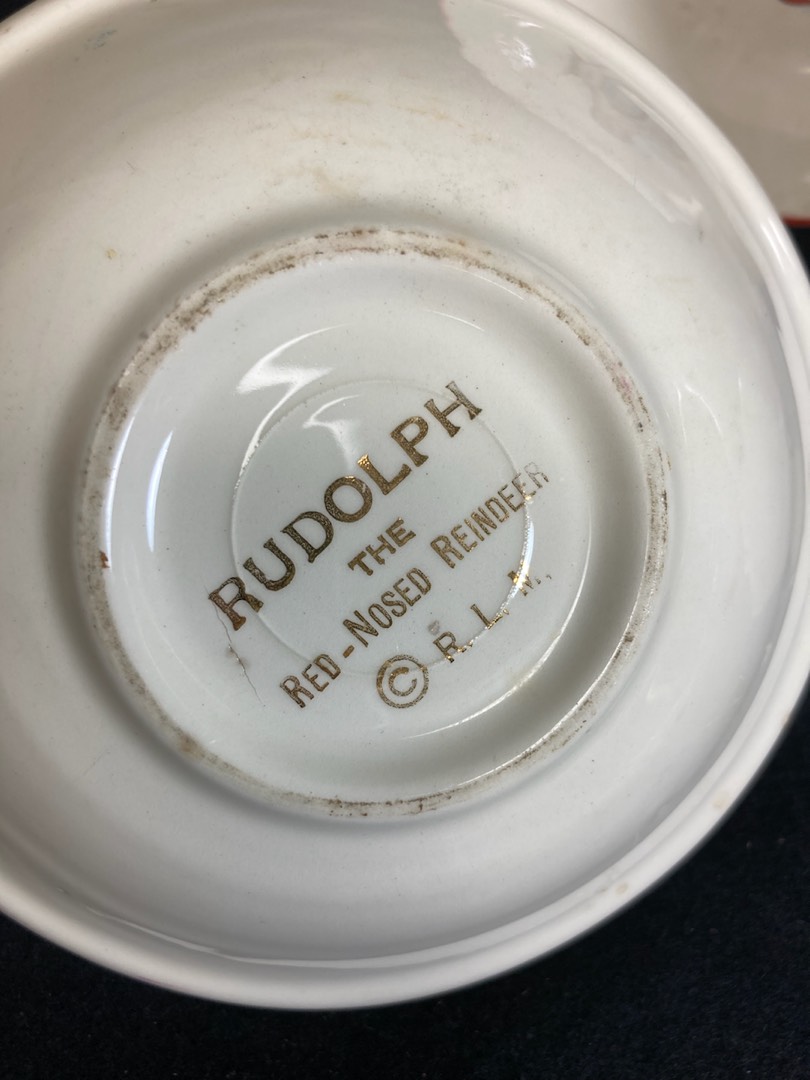 RUDOLPH
THE
RED-NOSED REINDEER
© R. L. M.,